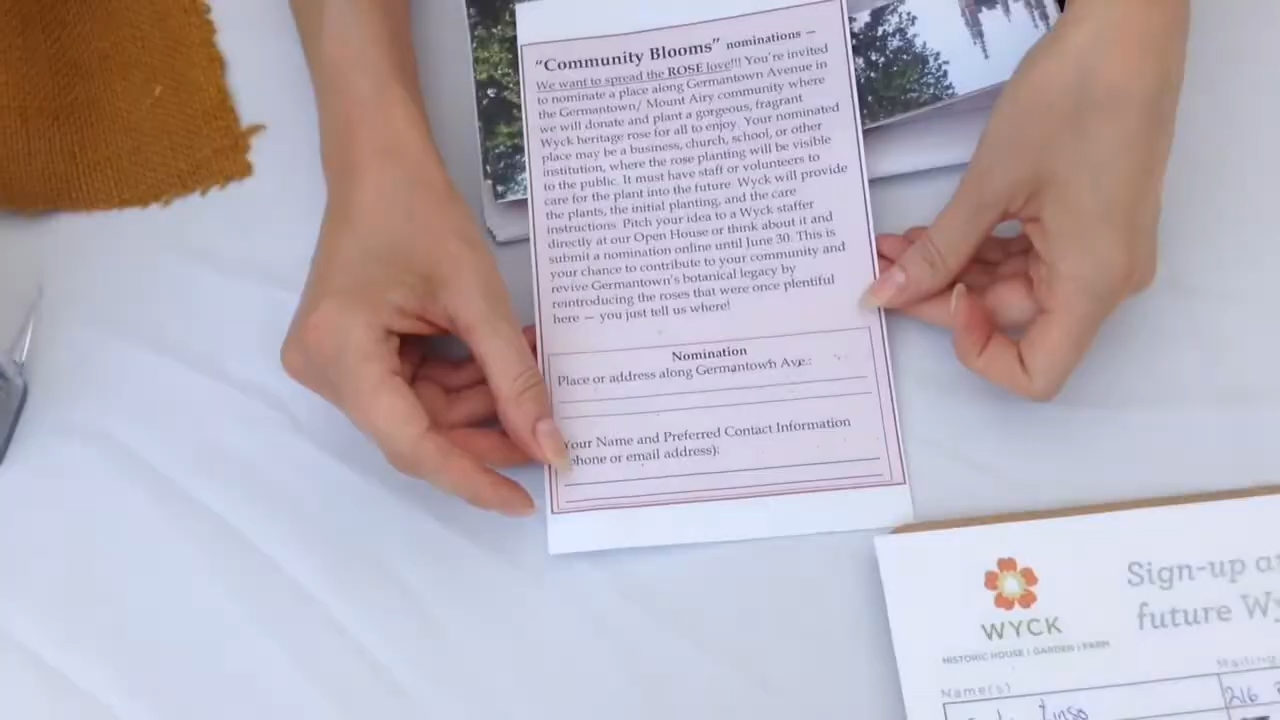 "Community Blooms" nominations —
We want to spread the ROSE love!!! You're invited
to nominate a place along Germantown Avenue in
the Germantown/ Mount Airy community where
we will donate and plant a gorgeous, fragrant
Wyck heritage rose for all to enjoy. Your nominated
place may be a business, church, school, or other
institution, where the rose planting will be visible
to the public. It must have staff or volunteers to
care for the plant into the future. Wyck will provide
the plants, the initial planting, and the care
instructions. Pitch your idea to a Wyck staffer
directly at our Open House or think about it and
submit a nomination online until June 30. This is
your chance to contribute to your community and
revive Germantown's botanical legacy by
reintroducing the roses that were once plentiful
here — you just tell us where!
Nomination
Place or address along Germantown Ave.:
Your Name and Preferred Contact Information
phone or email address):
Sign-up
future
WYCK
HISTORIC HOUSE | GARDEN | FARM
Name(s)
Mailing
216